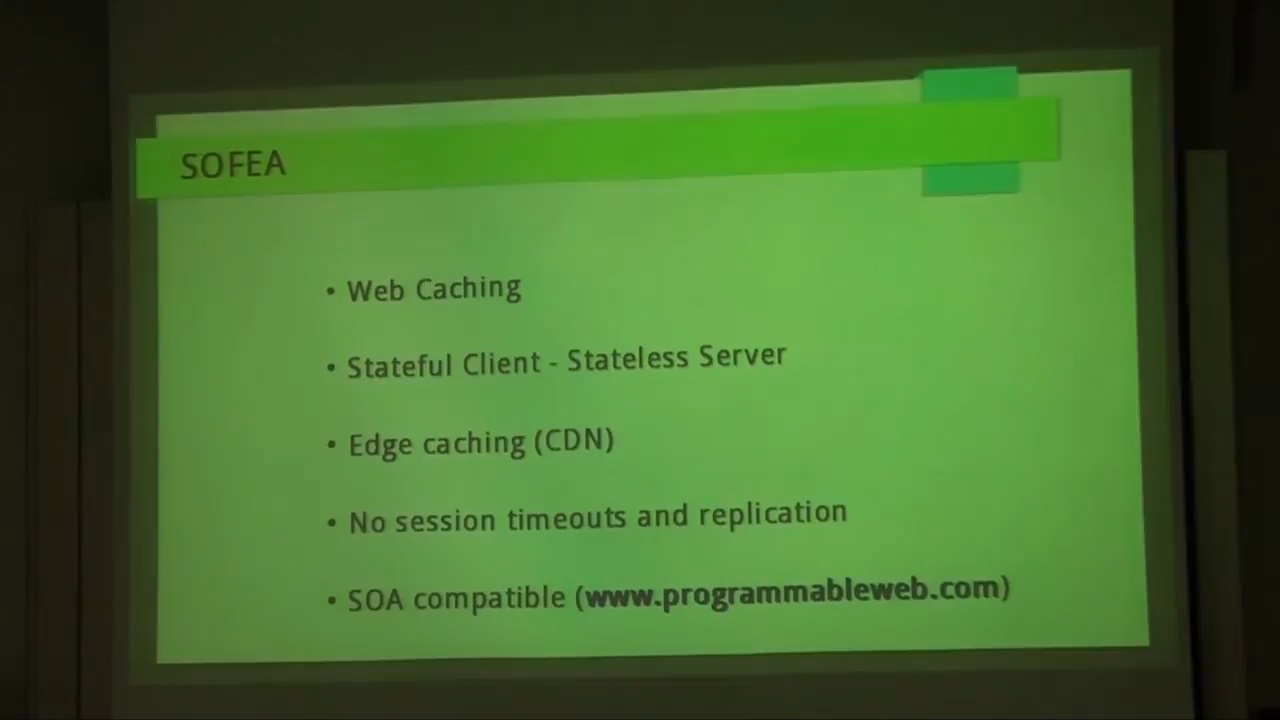 SOFEA
• Web Caching
• Stateful Client - Stateless Server
• Edge caching (CDN)
• No session timeouts and replication
• SOA compatible (www.programmableweb.com)